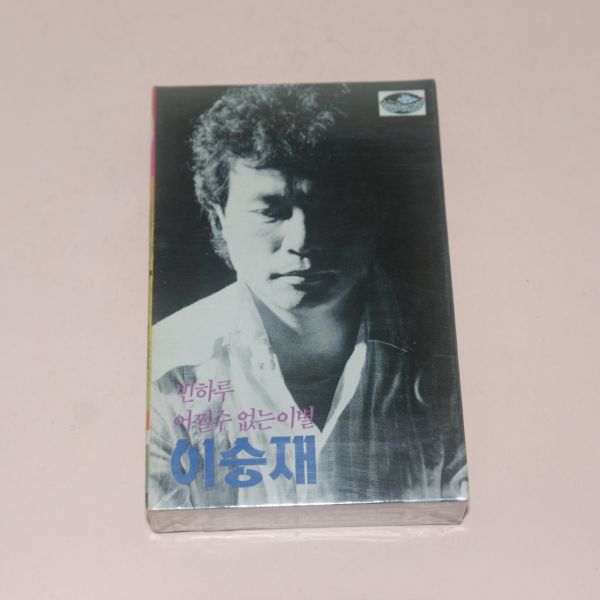 빈하루
어쩔수 없는 이별
이승재